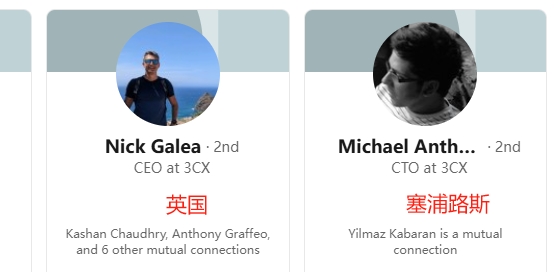 Nick Galea · 2nd
CEO at 3CX
英国
Kashan Chaudhry, Anthony Graffeo,
and 6 other mutual connections
Michael Anth... · 2nd
CTO at 3CX
塞浦路斯
Yilmaz Kabaran is a mutual
connection